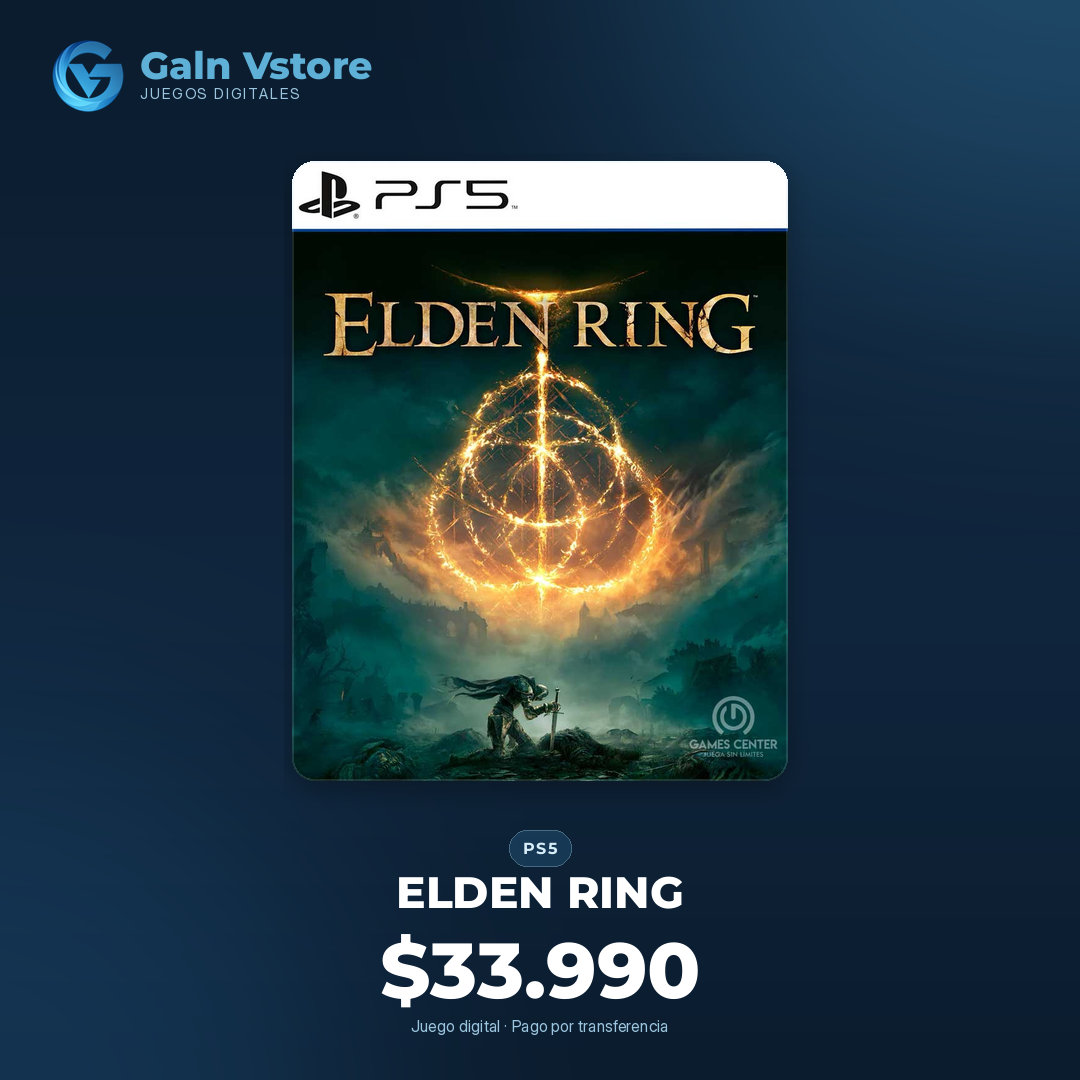 GaIn Vstore
JUEGOS DIGITALES
PS5
ELDEN RING
GAMES CENTER
JUEGA SIN LIMITES
PS5
ELDEN RING
$33.990
Juego digital · Pago por transferencia